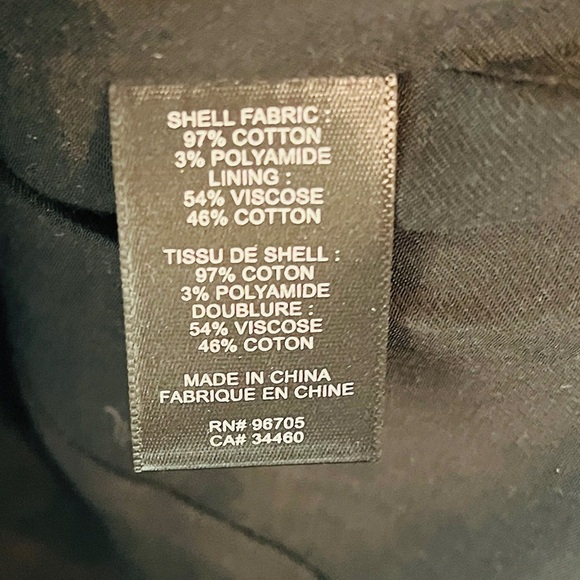 SHELL FABRIC :
97% COTTON
3% POLYAMIDE
LINING :
54% VISCOSE
46% COTTON
TISSU DE SHELL :
97% COTON
3% POLYAMIDE
DOUBLURE :
54% VISCOSE
46% COTON
MADE IN CHINA
FABRIQUE EN CHINE
RN# 96705
CA# 34460